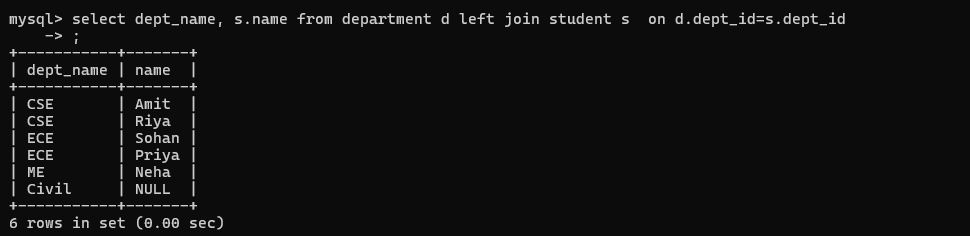 mysql> select dept_name, s.name from department d left join student s  on d.dept_id=s.dept_id
    -> ;
+-----------+-------+
| dept_name | name  |
+-----------+-------+
| CSE       | Amit  |
| CSE       | Riya  |
| ECE       | Sohan |
| ECE       | Priya |
| ME        | Neha  |
| Civil     | NULL  |
+-----------+-------+
6 rows in set (0.00 sec)